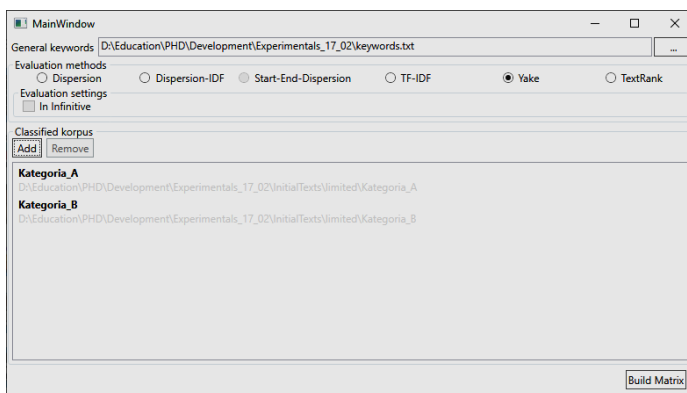 MainWindow
General keywords D:\Education\PHD\Development\Experimentals_17_02\keywords.txt ...
Evaluation methods
Dispersion Dispersion-IDF Start-End-Dispersion TF-IDF Yake TextRank
Evaluation settings
In Infinitive
Classified korpus
Add Remove
Kategoria_A
D:\Education\PHD\Development\Experimentals_17_02\InitialTexts\limited\Kategoria_A
Kategoria_B
D:\Education\PHD\Development\Experimentals_17_02\InitialTexts\limited\Kategoria_B
Build Matrix